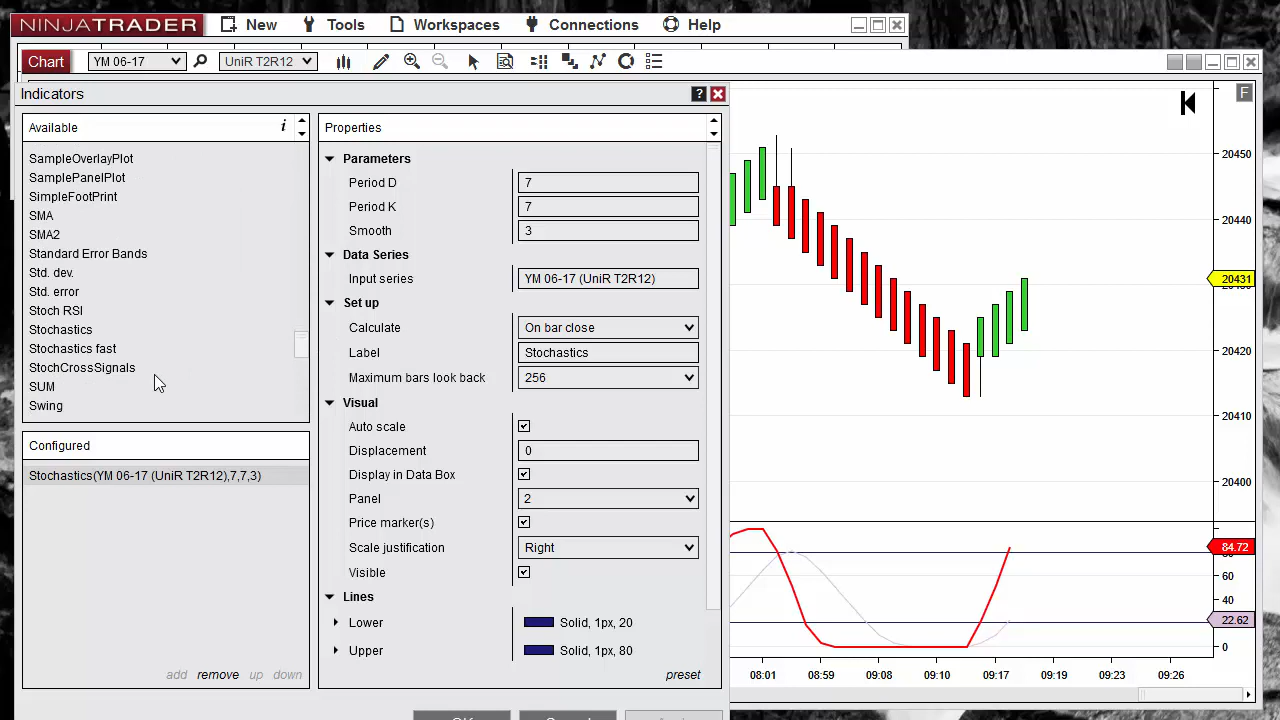 NINJATRADER New Tools Workspaces Connections Help
Chart YM 06-17 UniR T2R12
Indicators ?
Available i
SampleOverlayPlot
SamplePanelPlot
SimpleFootPrint
SMA
SMA2
Standard Error Bands
Std. dev.
Std. error
Stoch RSI
Stochastics
Stochastics fast
StochCrossSignals
SUM
Swing
Configured
Stochastics(YM 06-17 (UniR T2R12),7,7,3)
add remove up down
Properties
Parameters
Period D 7
Period K 7
Smooth 3
Data Series
Input series YM 06-17 (UniR T2R12)
Set up
Calculate On bar close
Label Stochastics
Maximum bars look back 256
Visual
Auto scale
Displacement 0
Display in Data Box
Panel 2
Price marker(s)
Scale justification Right
Visible
Lines
Lower Solid, 1px, 20
Upper Solid, 1px, 80
preset
F
20450
20440
20431
20420
20410
20400
84.72
60
40
22.62
0
08:01 08:59 09:08 09:10 09:17 09:19 09:23 09:26